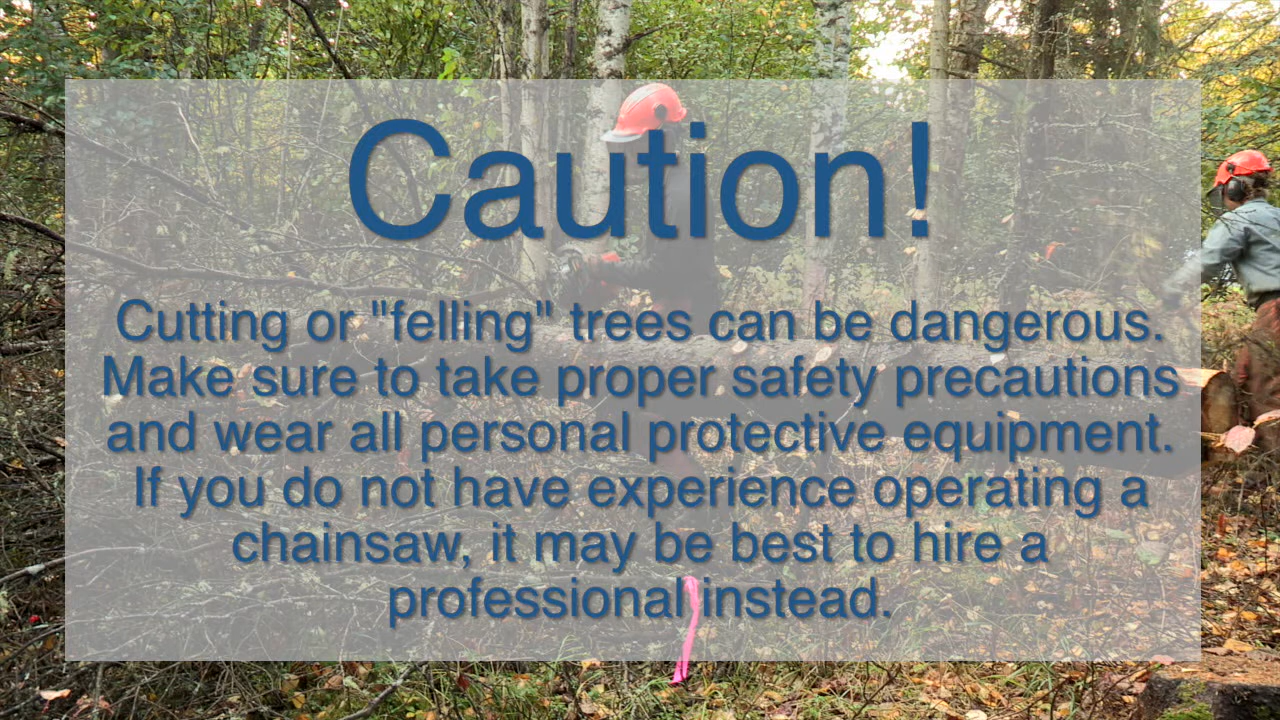 Caution!
Cutting or "felling" trees can be dangerous.
Make sure to take proper safety precautions
and wear all personal protective equipment.
If you do not have experience operating a
chainsaw, it may be best to hire a
professional instead.